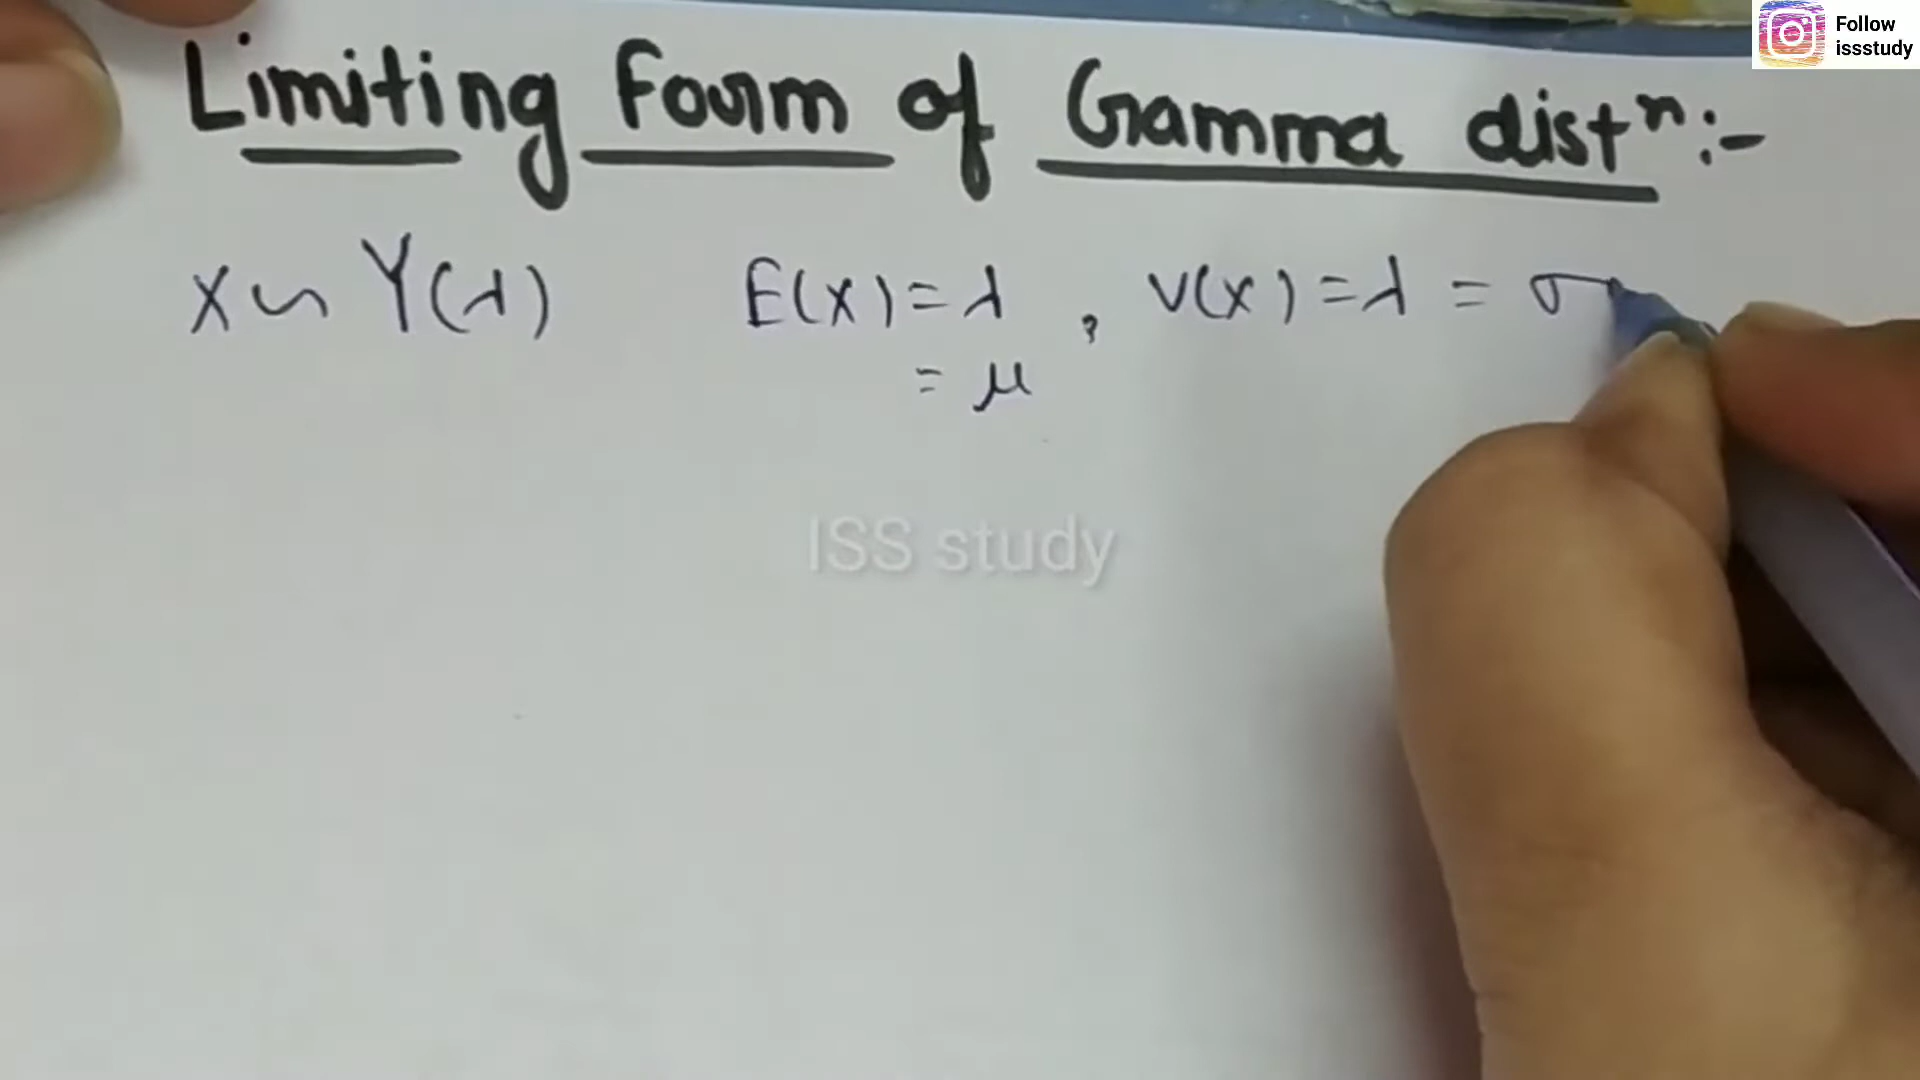 Follow
issstudy
Limiting Form of Gamma distⁿ:-
X ~ γ(λ) E(X) = λ , V(X) = λ = σ
= μ
ISS study